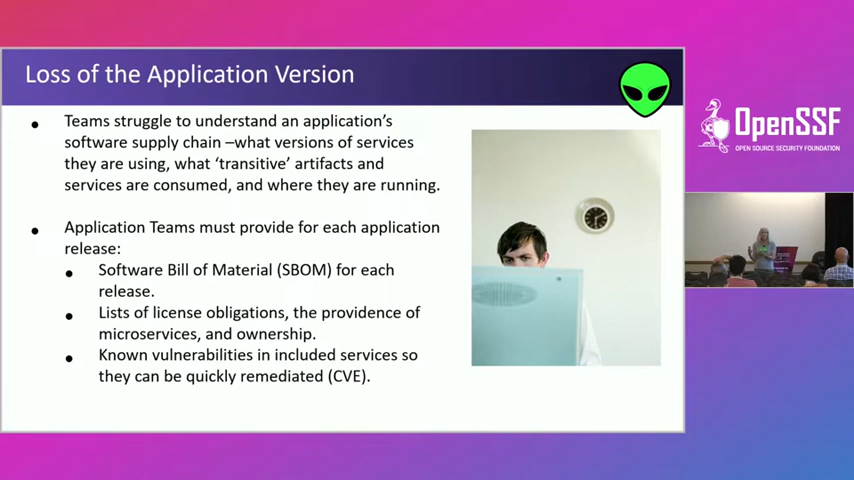 Loss of the Application Version
Teams struggle to understand an application's
software supply chain –what versions of services
they are using, what 'transitive' artifacts and
services are consumed, and where they are running.
Application Teams must provide for each application
release:
Software Bill of Material (SBOM) for each
release.
Lists of license obligations, the providence of
microservices, and ownership.
Known vulnerabilities in included services so
they can be quickly remediated (CVE).
OpenSSF
OPEN SOURCE SECURITY FOUNDATION